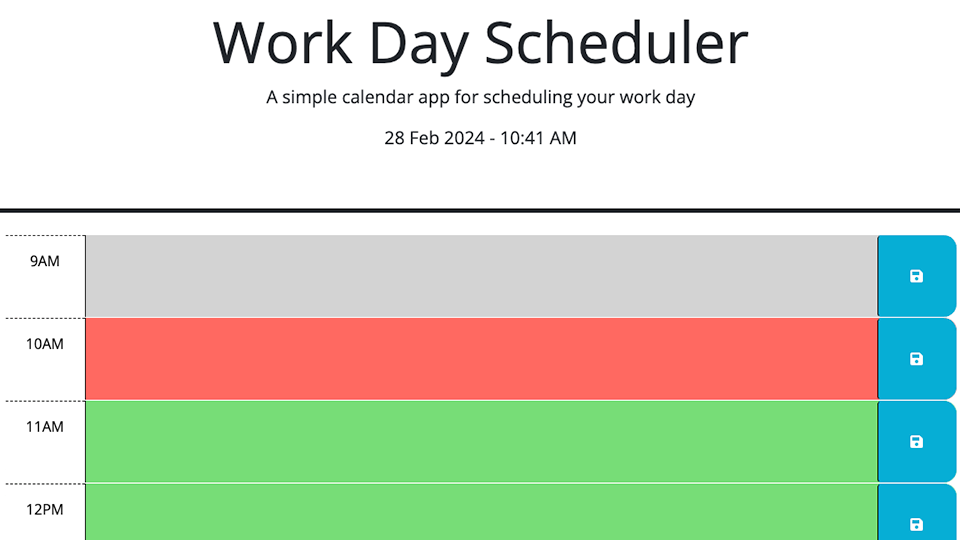 Work Day Scheduler
A simple calendar app for scheduling your work day
28 Feb 2024 - 10:41 AM
9AM
10AM
11AM
12PM